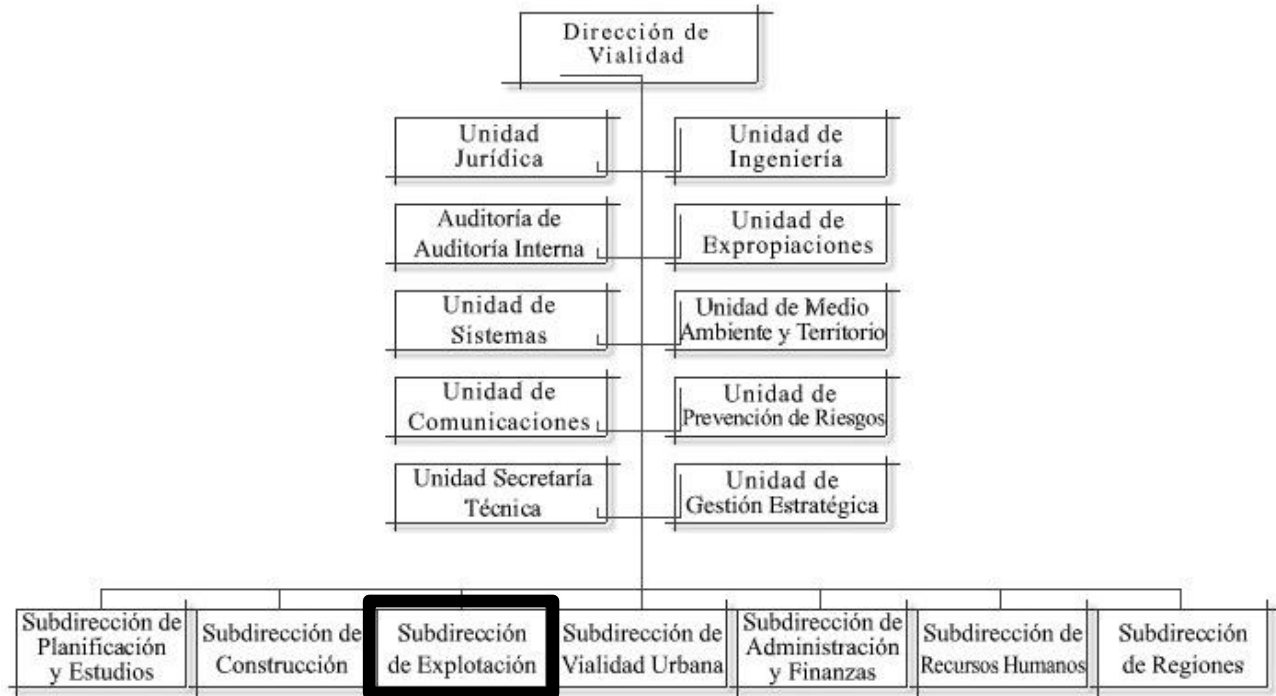 Dirección de
Vialidad
Unidad
Jurídica
Unidad de
Ingeniería
Auditoría de
Auditoría Interna
Unidad de
Expropiaciones
Unidad de
Sistemas
Unidad de Medio
Ambiente y Territorio
Unidad de
Comunicaciones
Unidad de
Prevención de Riesgos
Unidad Secretaría
Técnica
Unidad de
Gestión Estratégica
Subdirección de
Planificación
y Estudios
Subdirección de
Construcción
Subdirección
de Explotación
Subdirección de
Vialidad Urbana
Subdirección de
Administración
y Finanzas
Subdirección de
Recursos Humanos
Subdirección
de Regiones